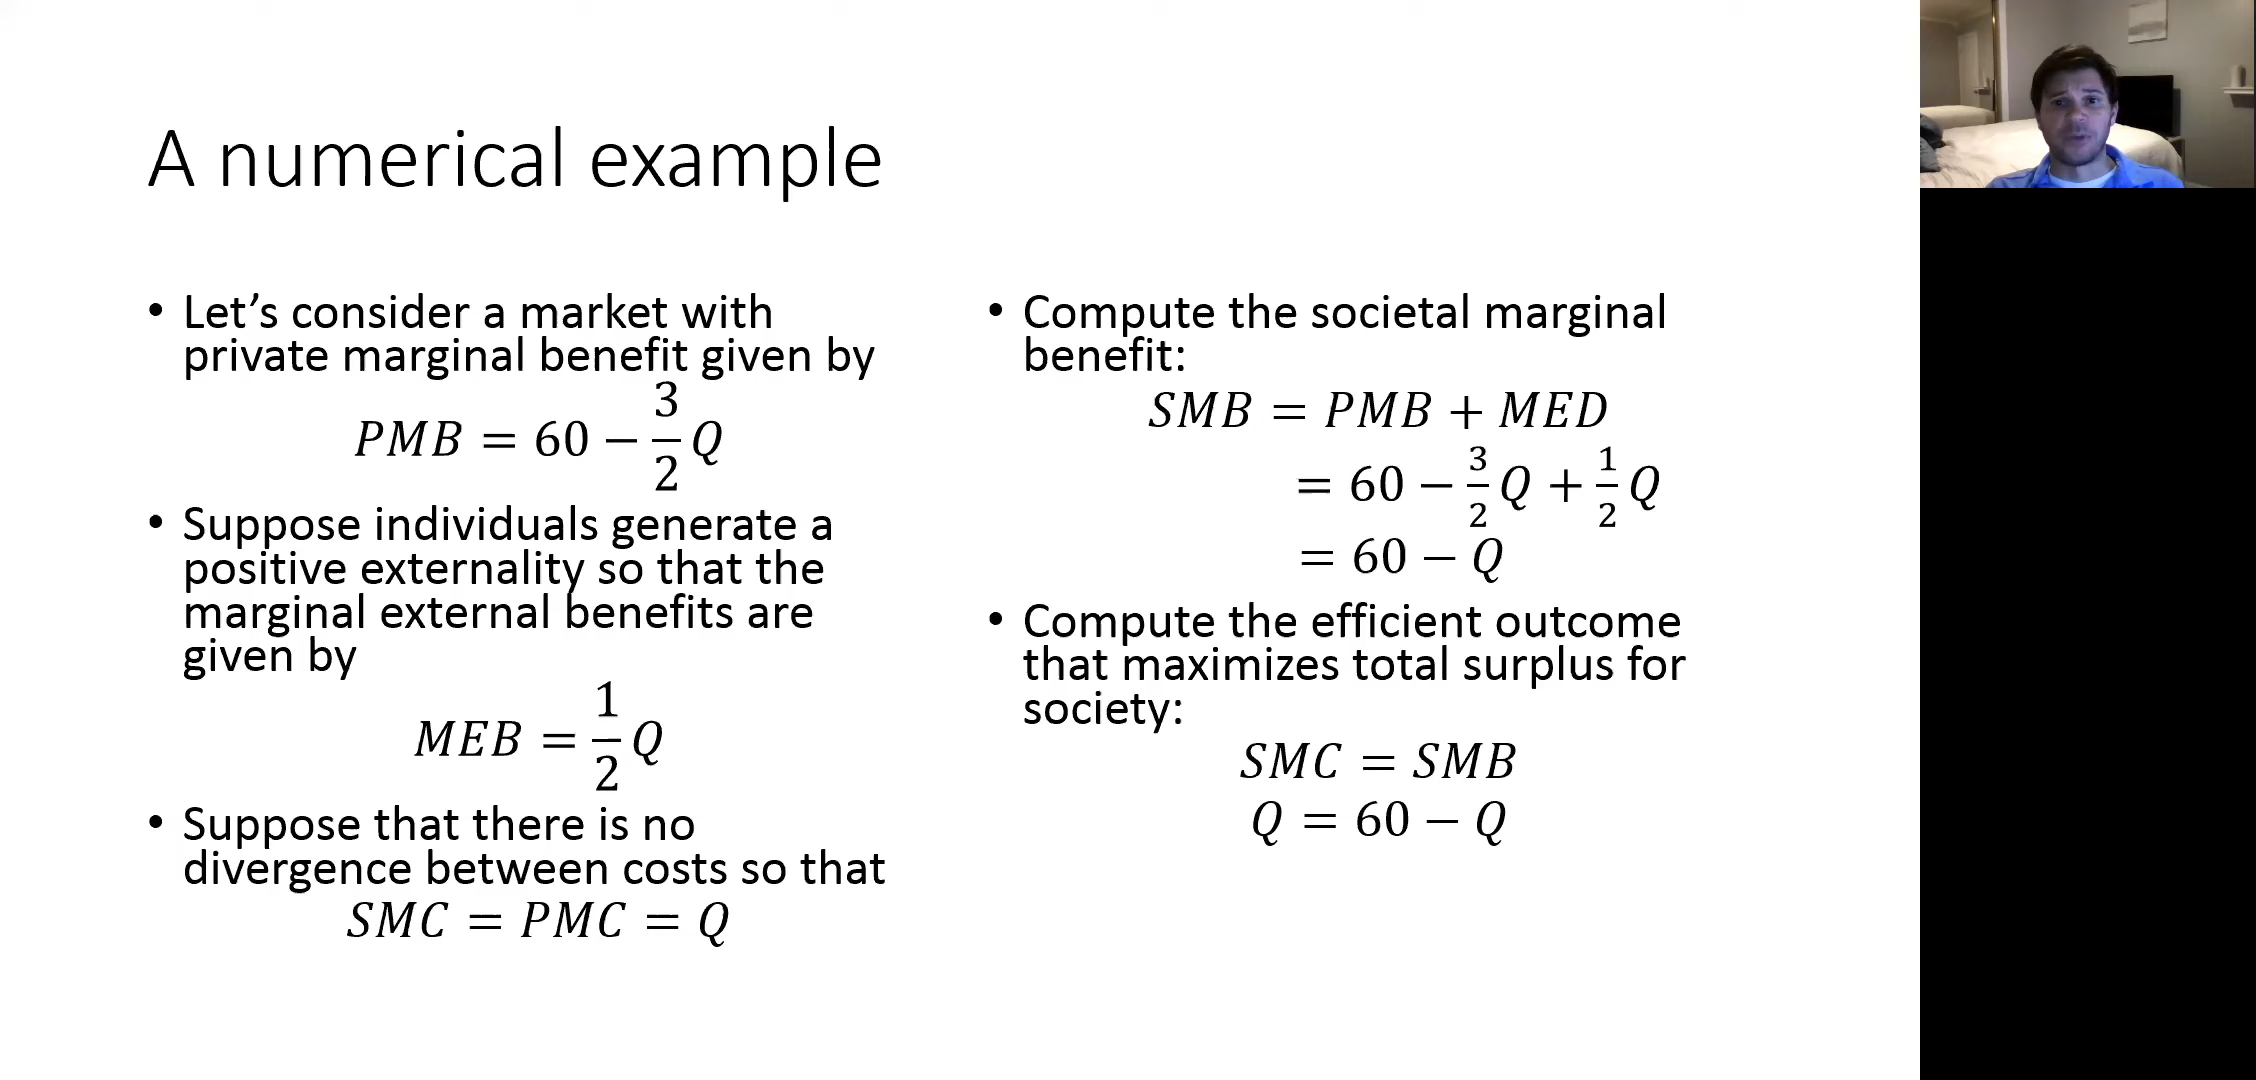 A numerical example
• Let’s consider a market with
private marginal benefit given by
PMB = 60 − 3/2 Q
• Suppose individuals generate a
positive externality so that the
marginal external benefits are
given by
MEB = 1/2 Q
• Suppose that there is no
divergence between costs so that
SMC = PMC = Q
• Compute the societal marginal
benefit:
SMB = PMB + MED
= 60 − 3/2 Q + 1/2 Q
= 60 − Q
• Compute the efficient outcome
that maximizes total surplus for
society:
SMC = SMB
Q = 60 − Q